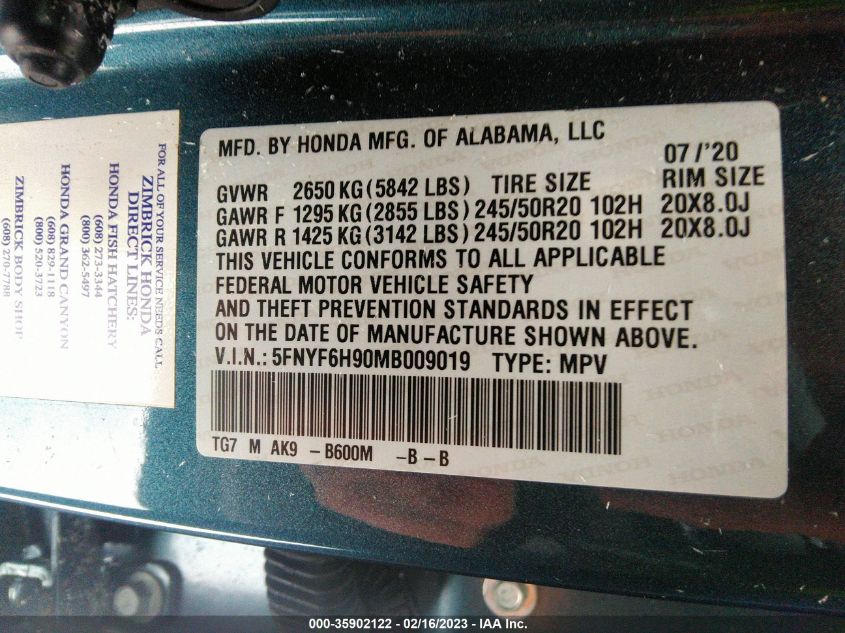 MFD. BY HONDA MFG. OF ALABAMA, LLC
07/'20
GVWR 2650 KG (5842 LBS) TIRE SIZE RIM SIZE
GAWR F 1295 KG (2855 LBS) 245/50R20 102H 20X8.0J
GAWR R 1425 KG (3142 LBS) 245/50R20 102H 20X8.0J
THIS VEHICLE CONFORMS TO ALL APPLICABLE
FEDERAL MOTOR VEHICLE SAFETY
AND THEFT PREVENTION STANDARDS IN EFFECT
ON THE DATE OF MANUFACTURE SHOWN ABOVE.
V.I.N.: 5FNYF6H90MB009019 TYPE: MPV
TG7 M AK9 -B600M -B-B
FOR ALL OF YOUR SERVICE NEEDS CALL
ZIMBRICK HONDA
DIRECT LINES:
HONDA FISH HATCHERY
(608) 273-3344
(800) 362-5497
HONDA GRAND CANYON
(608) 829-1118
(800) 520-3723
ZIMBRICK BODY SHOP
(608) 270-7788
000-35902122 - 02/16/2023 - IAA Inc.